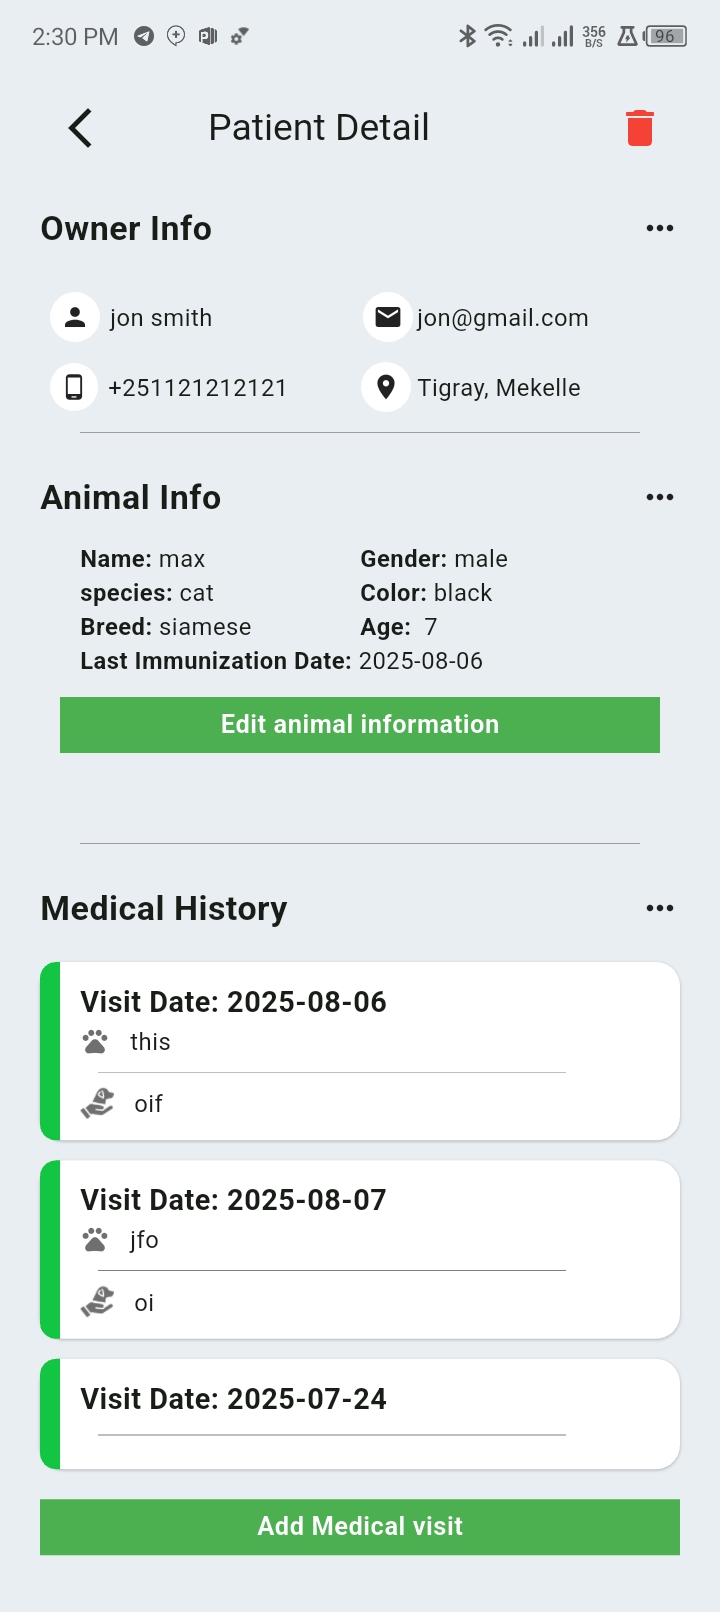 2:30 PM
356
B/S
96
Patient Detail
Owner Info
jon smith
jon@gmail.com
+251121212121
Tigray, Mekelle
Animal Info
Name: max
Gender: male
species: cat
Color: black
Breed: siamese
Age: 7
Last Immunization Date: 2025-08-06
Edit animal information
Medical History
Visit Date: 2025-08-06
this
oif
Visit Date: 2025-08-07
jfo
oi
Visit Date: 2025-07-24
Add Medical visit